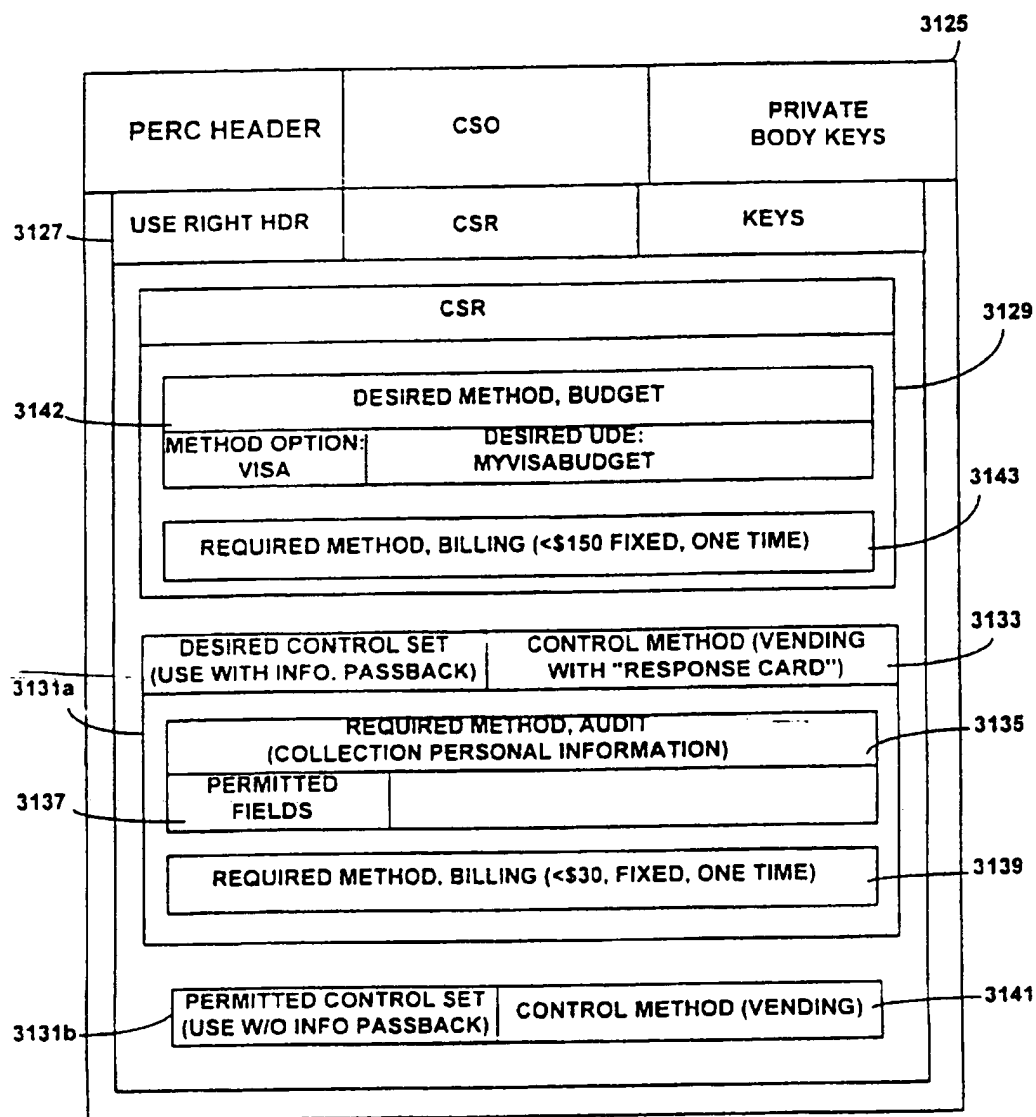 3125
PERC HEADER
CSO
PRIVATE
BODY KEYS
3127
USE RIGHT HDR
CSR
KEYS
CSR
3129
DESIRED METHOD, BUDGET
3142
METHOD OPTION:
VISA
DESIRED UDE:
MYVISABUDGET
3143
REQUIRED METHOD, BILLING (<$150 FIXED, ONE TIME)
3133
DESIRED CONTROL SET
(USE WITH INFO. PASSBACK)
CONTROL METHOD (VENDING
WITH "RESPONSE CARD")
3131a
REQUIRED METHOD, AUDIT
(COLLECTION PERSONAL INFORMATION)
3135
3137
PERMITTED
FIELDS
REQUIRED METHOD, BILLING (<$30, FIXED, ONE TIME)
3139
PERMITTED CONTROL SET
(USE W/O INFO PASSBACK)
CONTROL METHOD (VENDING)
3141
3131b